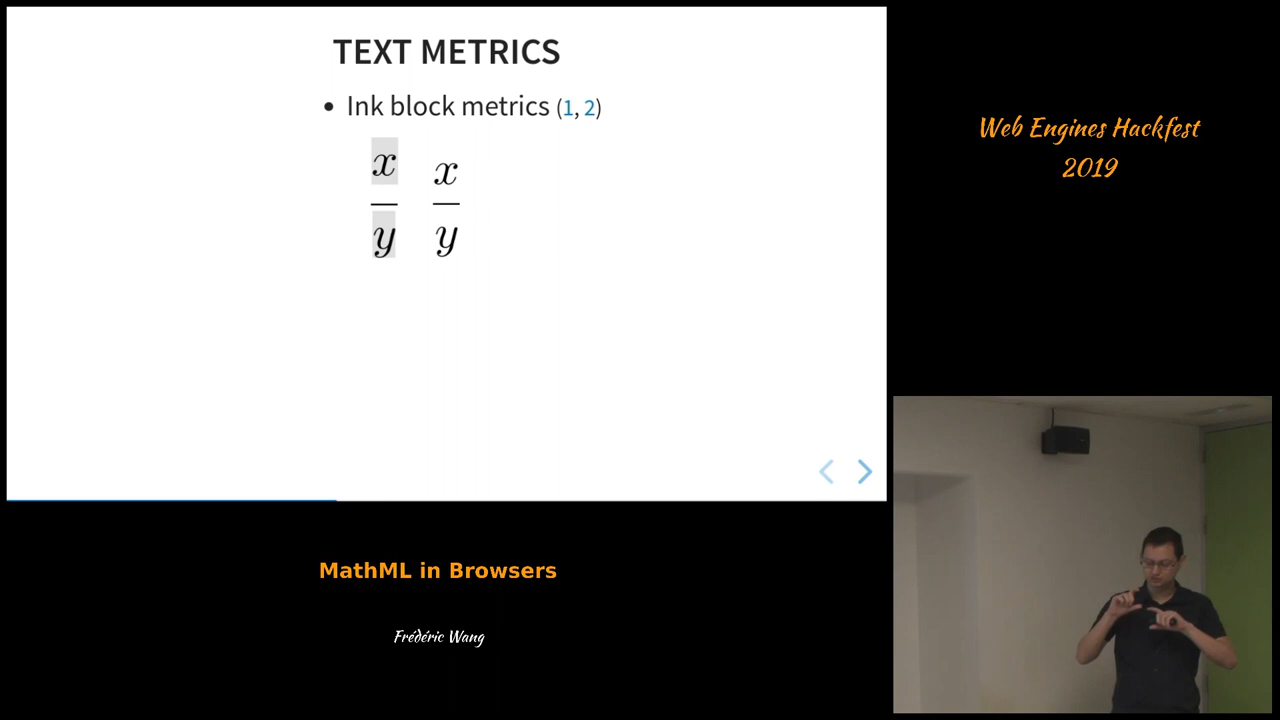 TEXT METRICS
• Ink block metrics (1, 2)
x x
y y
Web Engines Hackfest
2019
MathML in Browsers
Frédéric Wang